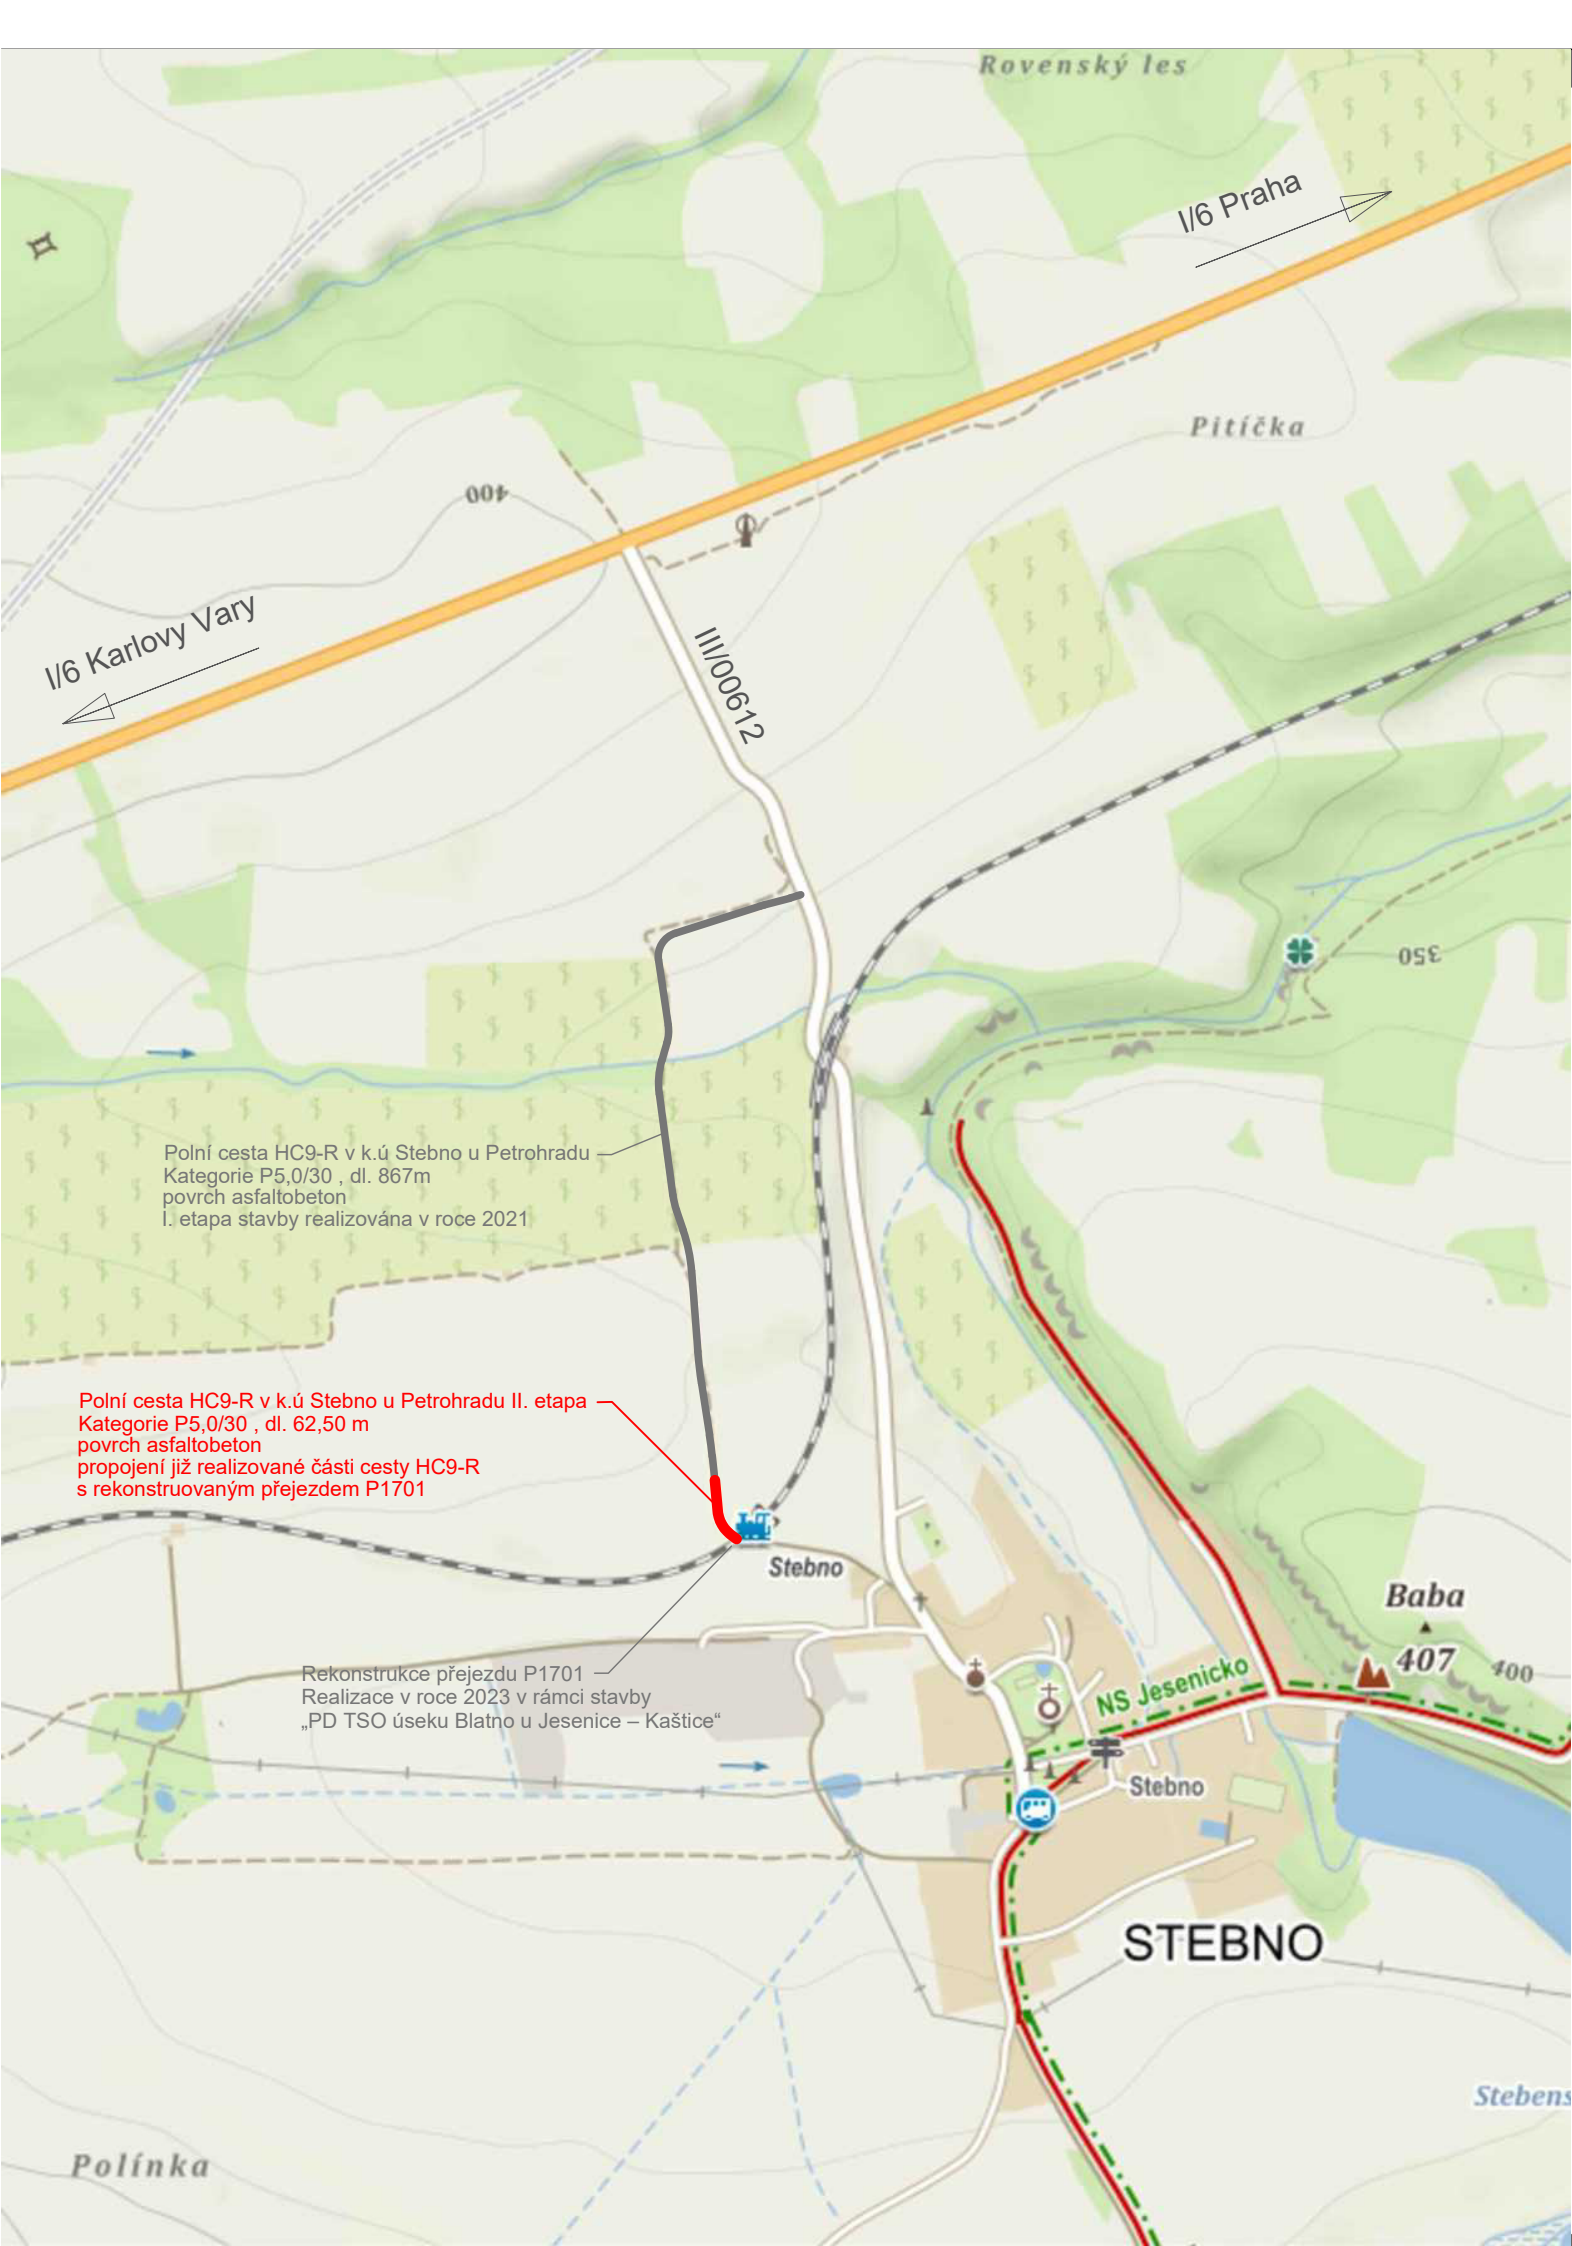 Rovenský les
I/6 Praha
Pitíčka
400
I/6 Karlovy Vary
III/00612
350
Polní cesta HC9-R v k.ú Stebno u Petrohradu
Kategorie P5,0/30 , dl. 867m
povrch asfaltobeton
I. etapa stavby realizována v roce 2021
Polní cesta HC9-R v k.ú Stebno u Petrohradu II. etapa
Kategorie P5,0/30 , dl. 62,50 m
povrch asfaltobeton
propojení již realizované části cesty HC9-R
s rekonstruovaným přejezdem P1701
Stebno
Baba
407
400
Rekonstrukce přejezdu P1701
Realizace v roce 2023 v rámci stavby
„PD TSO úseku Blatno u Jesenice – Kaštice“
NS Jesenicko
Stebno
STEBNO
Stebens
Polínka